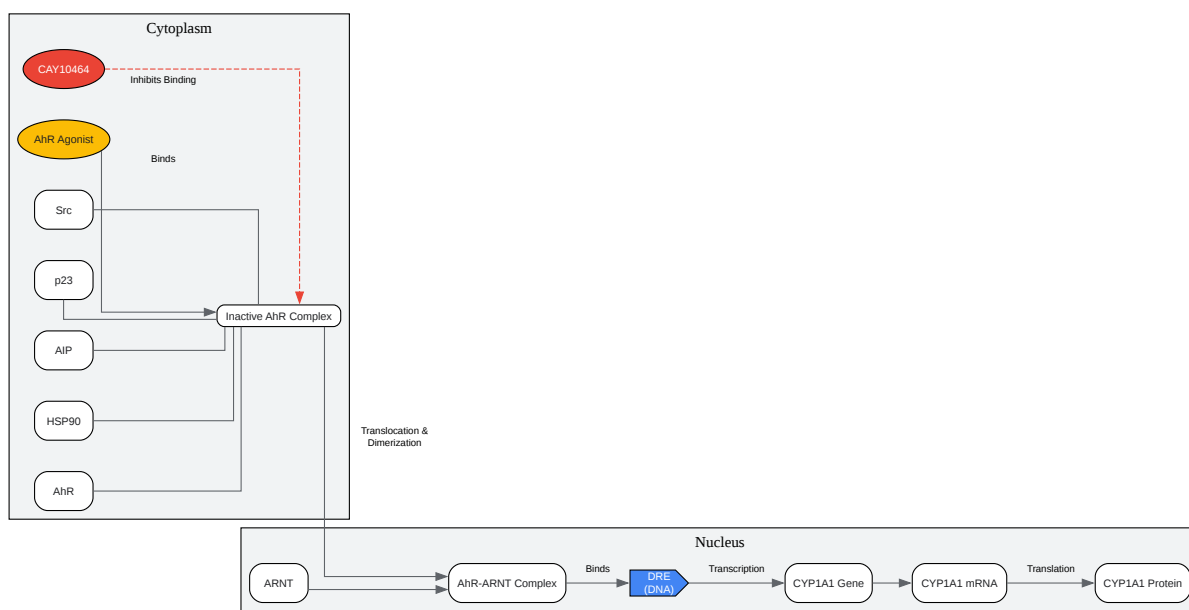 Cytoplasm
CAY10464
Inhibits Binding
AhR Agonist
Binds
Src
p23
Inactive AhR Complex
AIP
HSP90
Translocation &
Dimerization
AhR
Nucleus
ARNT
AhR-ARNT Complex
Binds
DRE
(DNA)
Transcription
CYP1A1 Gene
CYP1A1 mRNA
Translation
CYP1A1 Protein